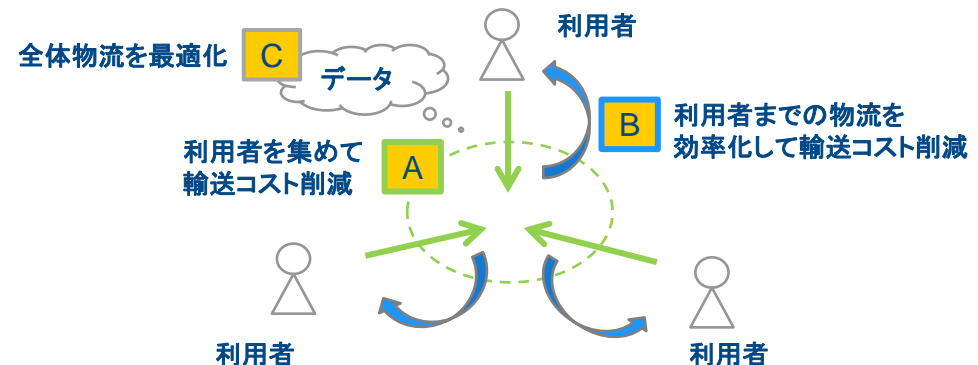 利用者
全体物流を最適化
C
データ
B
利用者までの物流を
効率化して輸送コスト削減
利用者を集めて
輸送コスト削減
A
利用者
利用者